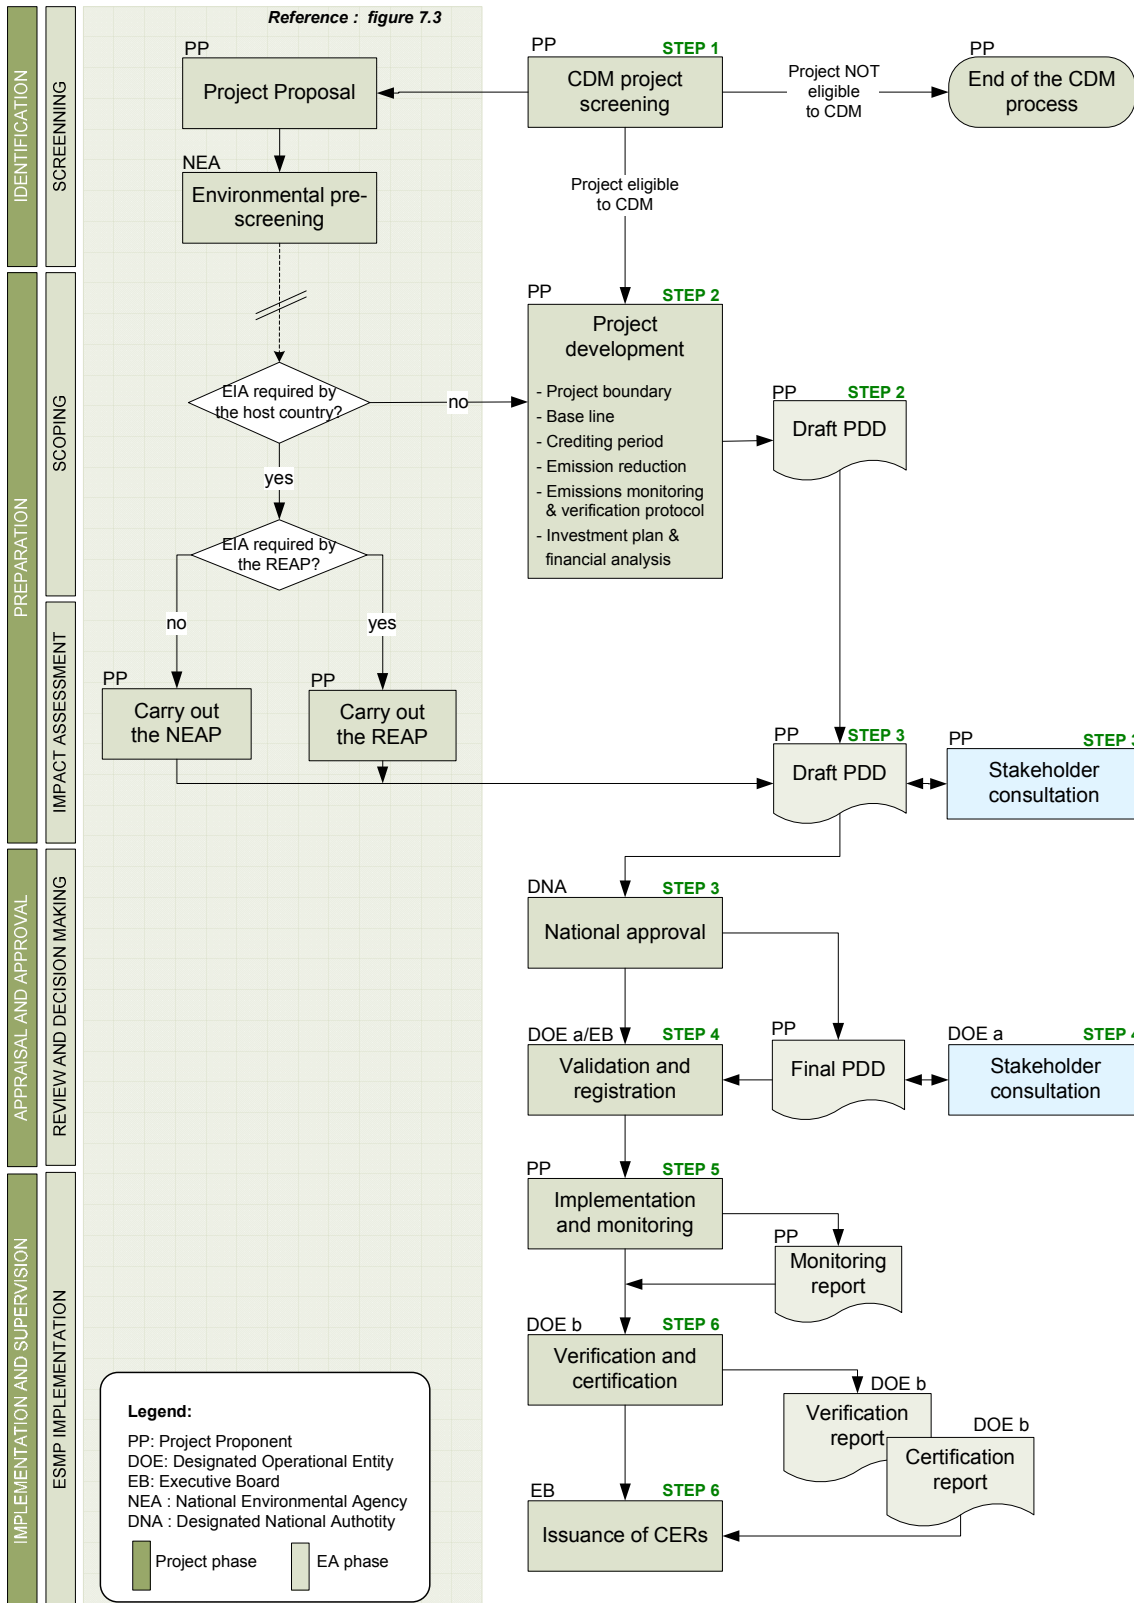 Reference : figure 7.3
IDENTIFICATION
SCREENNING
PP
Project Proposal
PP
STEP 1
CDM project
screening
Project NOT
eligible
to CDM
PP
End of the CDM
process
NEA
Environmental pre-
screening
Project eligible
to CDM
PREPARATION
SCOPING
EIA required by
the host country?
no
yes
PP
STEP 2
Project
development
- Project boundary
- Base line
- Crediting period
- Emission reduction
- Emissions monitoring
& verification protocol
- Investment plan &
financial analysis
PP
STEP 2
Draft PDD
EIA required by
the REAP?
no
yes
IMPACT ASSESSMENT
PP
Carry out
the NEAP
PP
Carry out
the REAP
PP
STEP 3
Draft PDD
PP
STEP 3
Stakeholder
consultation
APPRAISAL AND APPROVAL
REVIEW AND DECISION MAKING
DNA
STEP 3
National approval
DOE a/EB
STEP 4
Validation and
registration
PP
Final PDD
DOE a
STEP 4
Stakeholder
consultation
IMPLEMENTATION AND SUPERVISION
ESMP IMPLEMENTATION
PP
STEP 5
Implementation
and monitoring
PP
Monitoring
report
DOE b
STEP 6
Verification and
certification
DOE b
Verification
report
DOE b
Certification
report
EB
STEP 6
Issuance of CERs
Legend:
PP: Project Proponent
DOE: Designated Operational Entity
EB: Executive Board
NEA : National Environmental Agency
DNA : Designated National Authotity
Project phase
EA phase